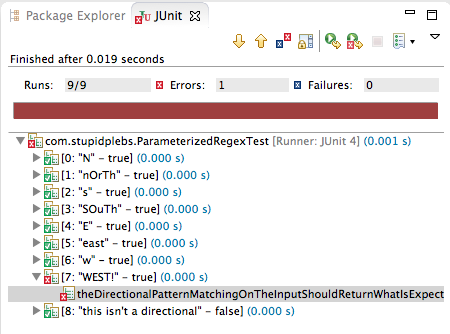 Package Explorer JUnit
Finished after 0.019 seconds
Runs: 9/9 Errors: 1 Failures: 0
com.stupidplebs.ParameterizedRegexTest [Runner: JUnit 4] (0.001 s)
[0: "N" - true] (0.000 s)
[1: "nOrTh" - true] (0.000 s)
[2: "s" - true] (0.000 s)
[3: "SOuTh" - true] (0.000 s)
[4: "E" - true] (0.000 s)
[5: "east" - true] (0.000 s)
[6: "w" - true] (0.000 s)
[7: "WEST!" - true] (0.000 s)
theDirectionalPatternMatchingOnTheInputShouldReturnWhatIsExpect
[8: "this isn't a directional" - false] (0.000 s)